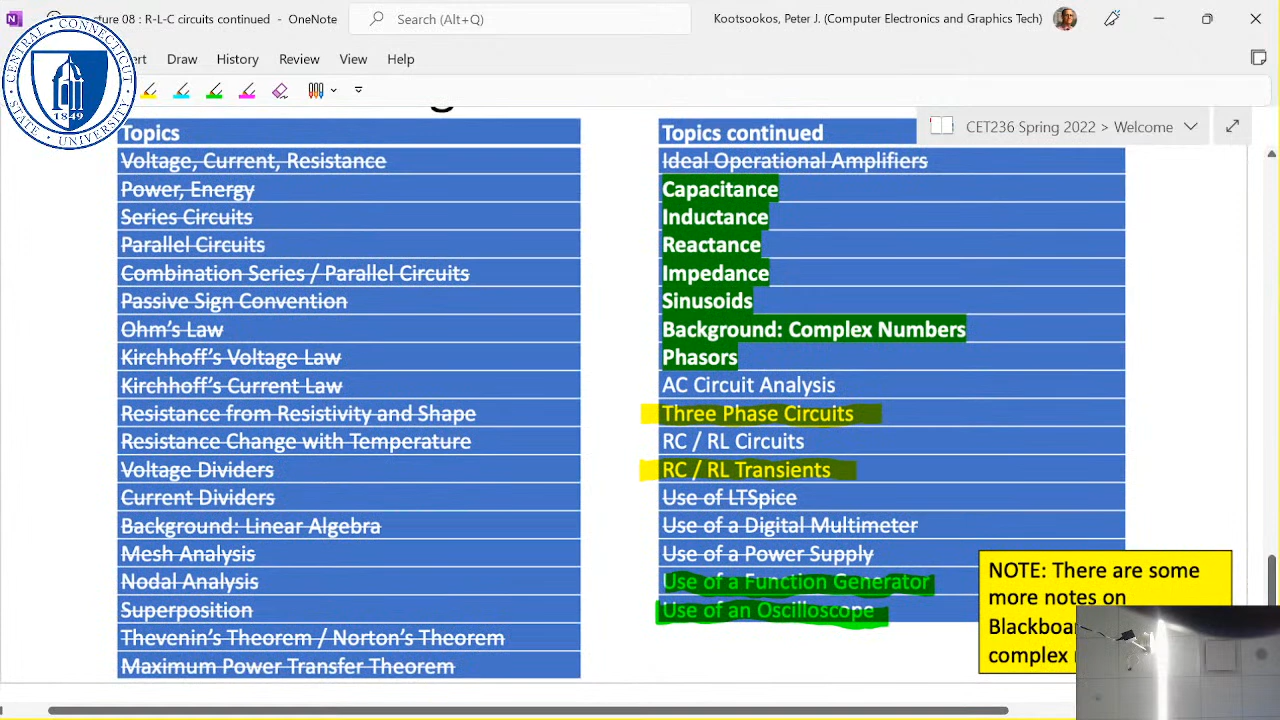 cture 08 : R-L-C circuits continued - OneNote
Search (Alt+Q)
Kootsookos, Peter J. (Computer Electronics and Graphics Tech)
CENTRAL CONNECTICUT STATE UNIVERSITY
1849
Draw
History
Review
View
Help
CET236 Spring 2022 > Welcome
Topics
Voltage, Current, Resistance
Power, Energy
Series Circuits
Parallel Circuits
Combination Series / Parallel Circuits
Passive Sign Convention
Ohm's Law
Kirchhoff's Voltage Law
Kirchhoff's Current Law
Resistance from Resistivity and Shape
Resistance Change with Temperature
Voltage Dividers
Current Dividers
Background: Linear Algebra
Mesh Analysis
Nodal Analysis
Superposition
Thevenin's Theorem / Norton's Theorem
Maximum Power Transfer Theorem
Topics continued
Ideal Operational Amplifiers
Capacitance
Inductance
Reactance
Impedance
Sinusoids
Background: Complex Numbers
Phasors
AC Circuit Analysis
Three Phase Circuits
RC / RL Circuits
RC / RL Transients
Use of LTSpice
Use of a Digital Multimeter
Use of a Power Supply
Use of a Function Generator
Use of an Oscilloscope
NOTE: There are some
more notes on
Blackboa
complex